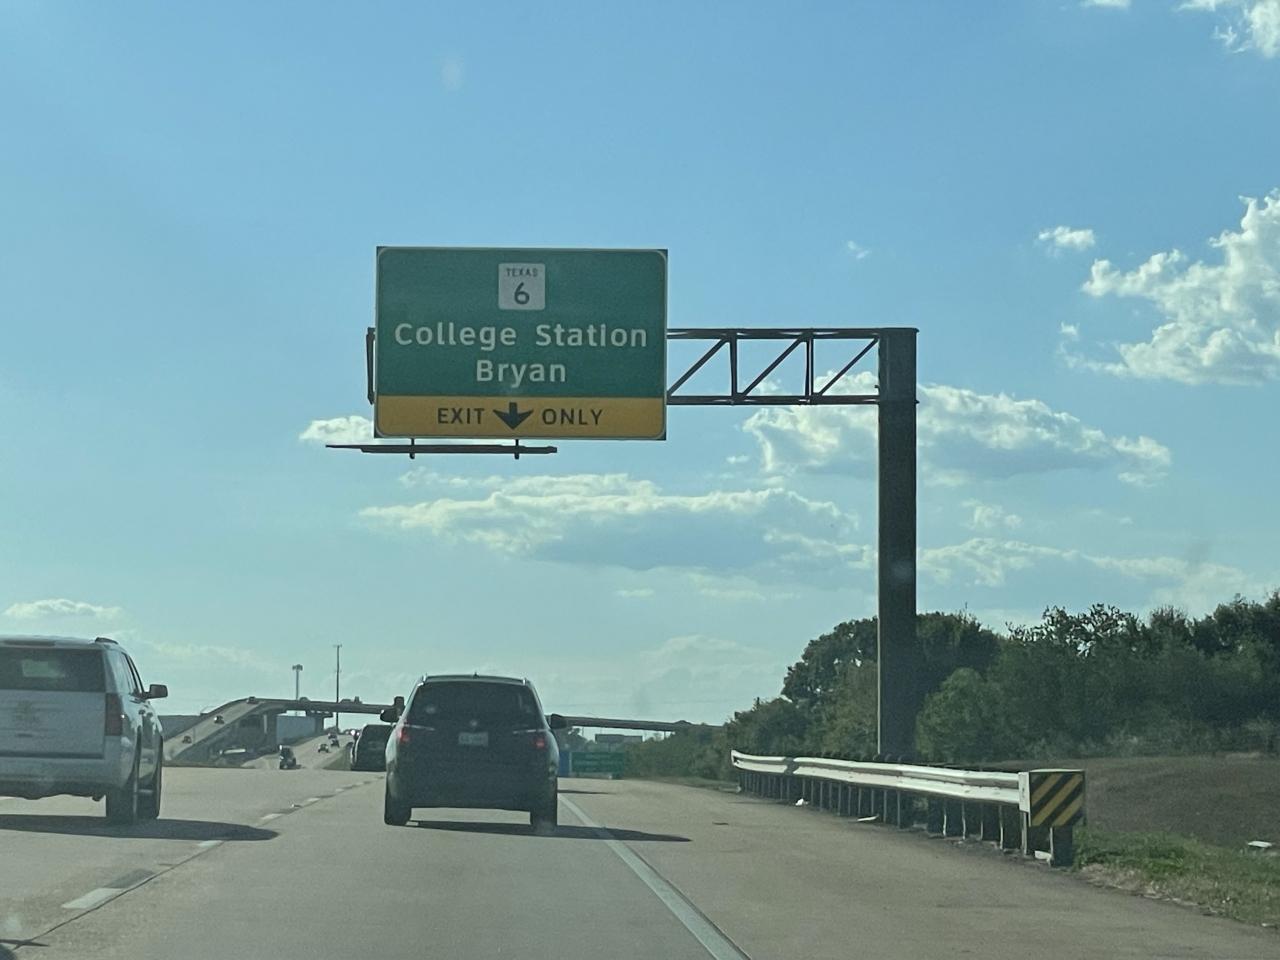 TEXAS
6
College Station
Bryan
EXIT ONLY